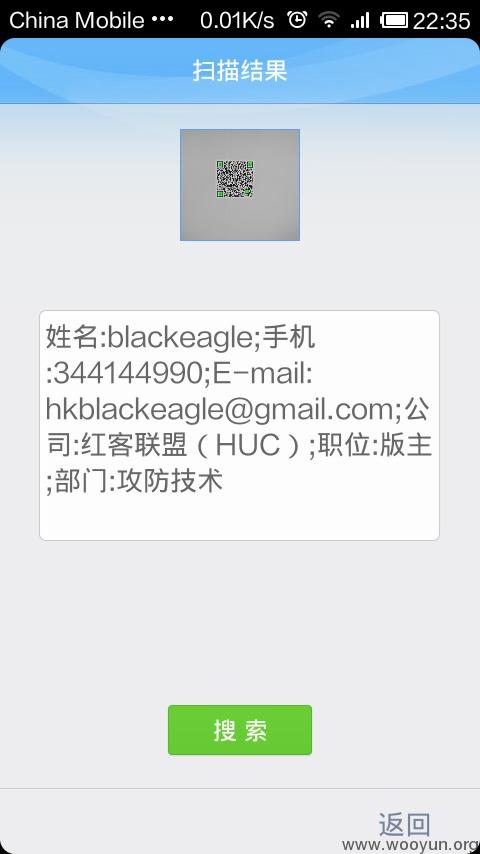 China Mobile ••• 0.01K/s 22:35
扫描结果
姓名:blackeagle;手机
:344144990;E-mail:
hkblackeagle@gmail.com;公
司:红客联盟（HUC）;职位:版主
;部门:攻防技术
搜 索
返回
www.wooyun.org